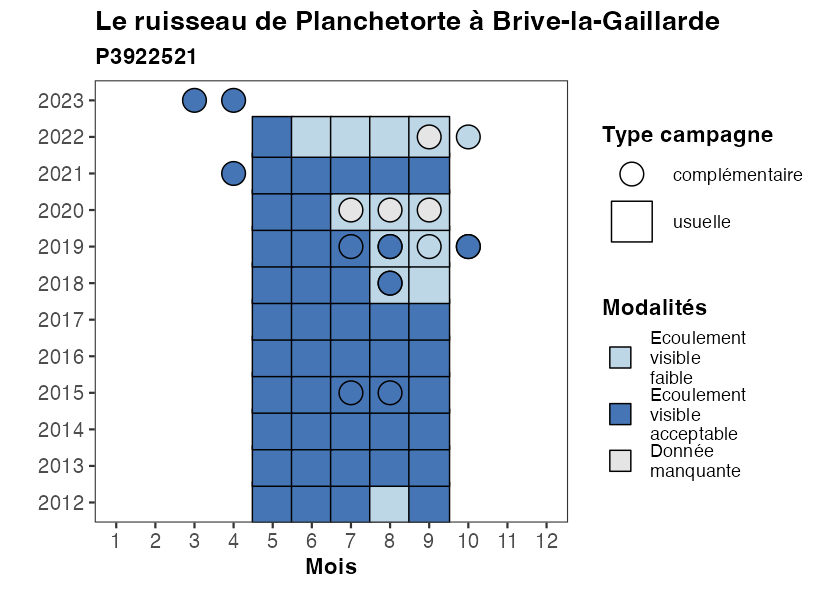 Le ruisseau de Planchetorte à Brive-la-Gaillarde
P3922521
2023
2022
2021
2020
2019
2018
2017
2016
2015
2014
2013
2012
1 2 3 4 5 6 7 8 9 10 11 12
Mois
Type campagne
complémentaire
usuelle
Modalités
Ecoulement
visible
faible
Ecoulement
visible
acceptable
Donnée
manquante